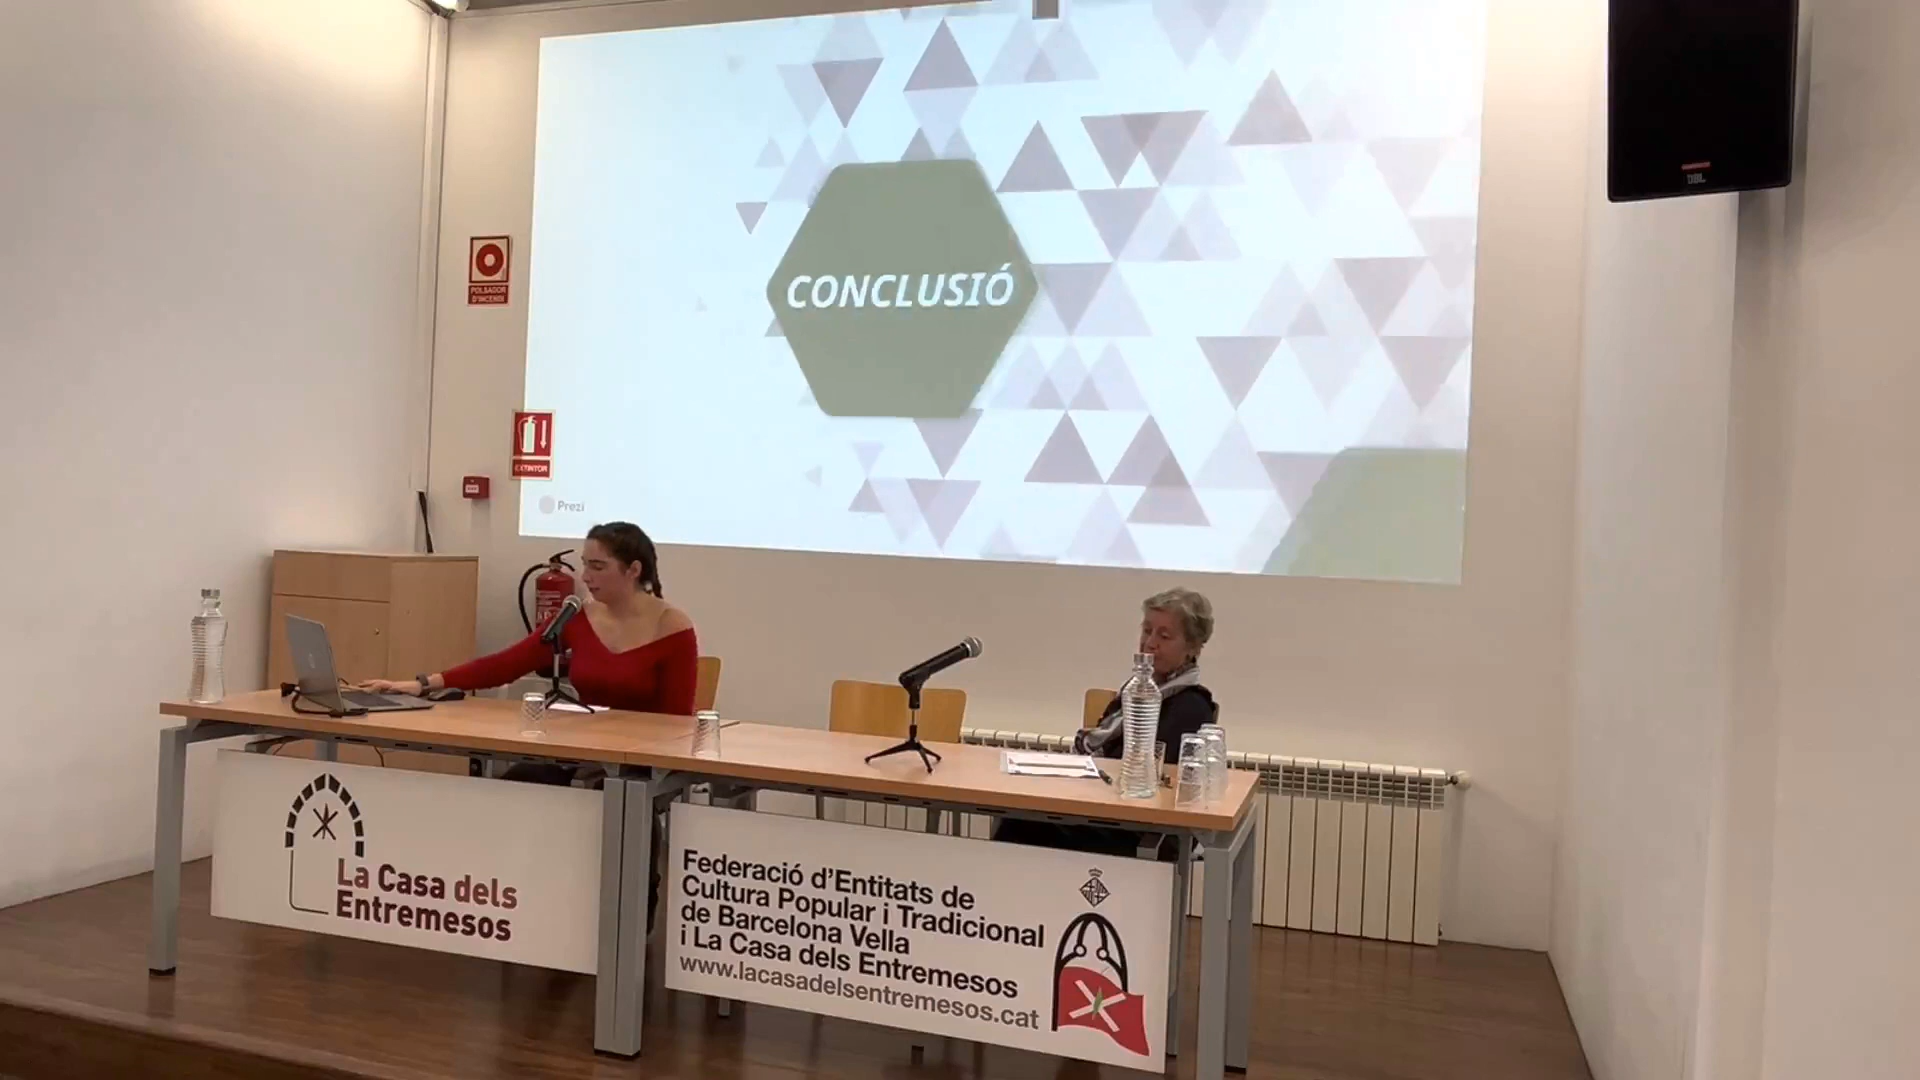 CONCLUSIÓ
POLSADOR
D'INCENDI
EXTINTOR
Prezi
JBL
La Casa dels
Entremesos
Federació d'Entitats de
Cultura Popular i Tradicional
de Barcelona Vella
i La Casa dels Entremesos
www.lacasadelsentremesos.cat